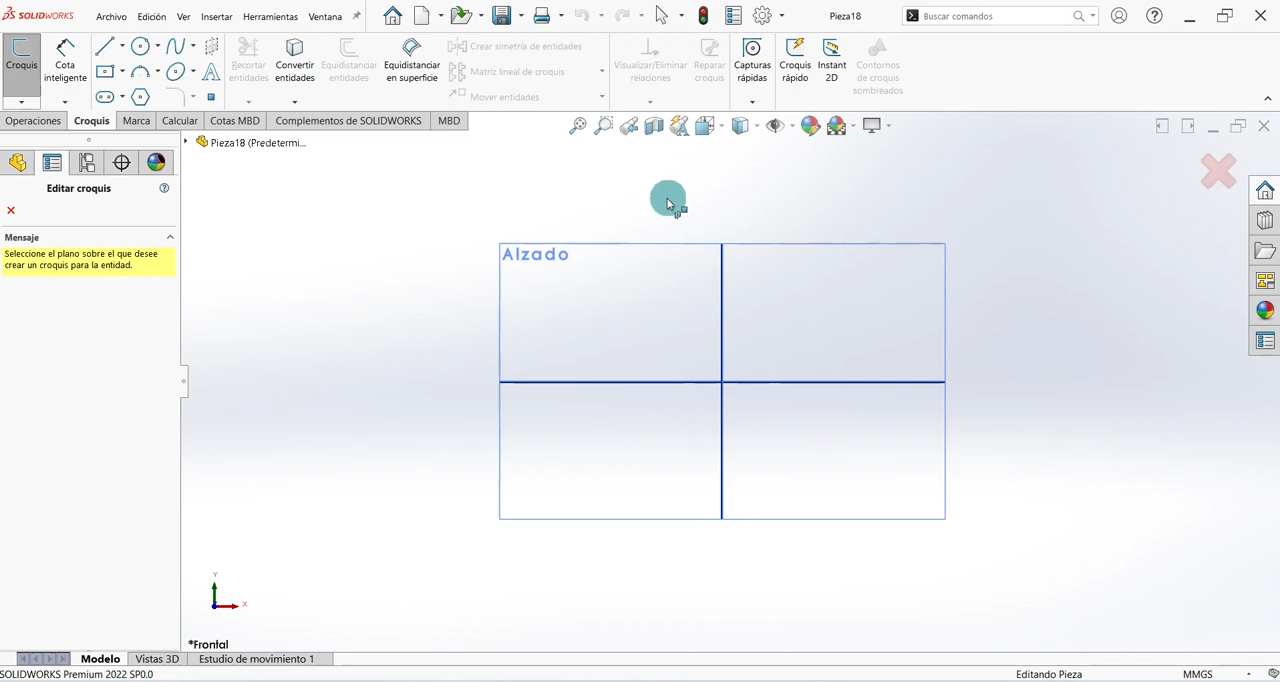 SOLIDWORKS
Archivo Edición Ver Insertar Herramientas Ventana
Pieza18
Buscar comandos
Croquis
Cota inteligente
Recortar entidades
Convertir entidades
Equidistanciar entidades
Equidistanciar en superficie
Crear simetría de entidades
Matriz lineal de croquis
Mover entidades
Visualizar/Eliminar relaciones
Reparar croquis
Capturas rápidas
Croquis rápido
Instant 2D
Contornos de croquis sombreados
Operaciones Croquis Marca Calcular Cotas MBD Complementos de SOLIDWORKS MBD
Pieza18 (Predetermi...
Editar croquis
Mensaje
Seleccione el plano sobre el que desee
crear un croquis para la entidad.
Alzado
Y
X
*Frontal
Modelo Vistas 3D Estudio de movimiento 1
SOLIDWORKS Premium 2022 SP0.0
Editando Pieza
MMGS